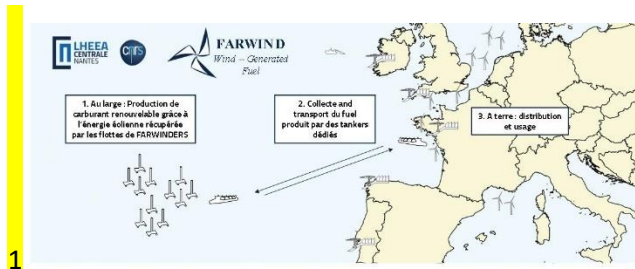 LHEEA
CENTRALE
NANTES
cnrs
FARWIND
Wind – Generated
Fuel
1. Au large : Production de
carburant renouvelable grâce à
l'énergie éolienne récupérée
par les flottes de FARWINDERS
2. Collecte and
transport du fuel
produit par des tankers
dédiés
3. A terre : distribution
et usage
1